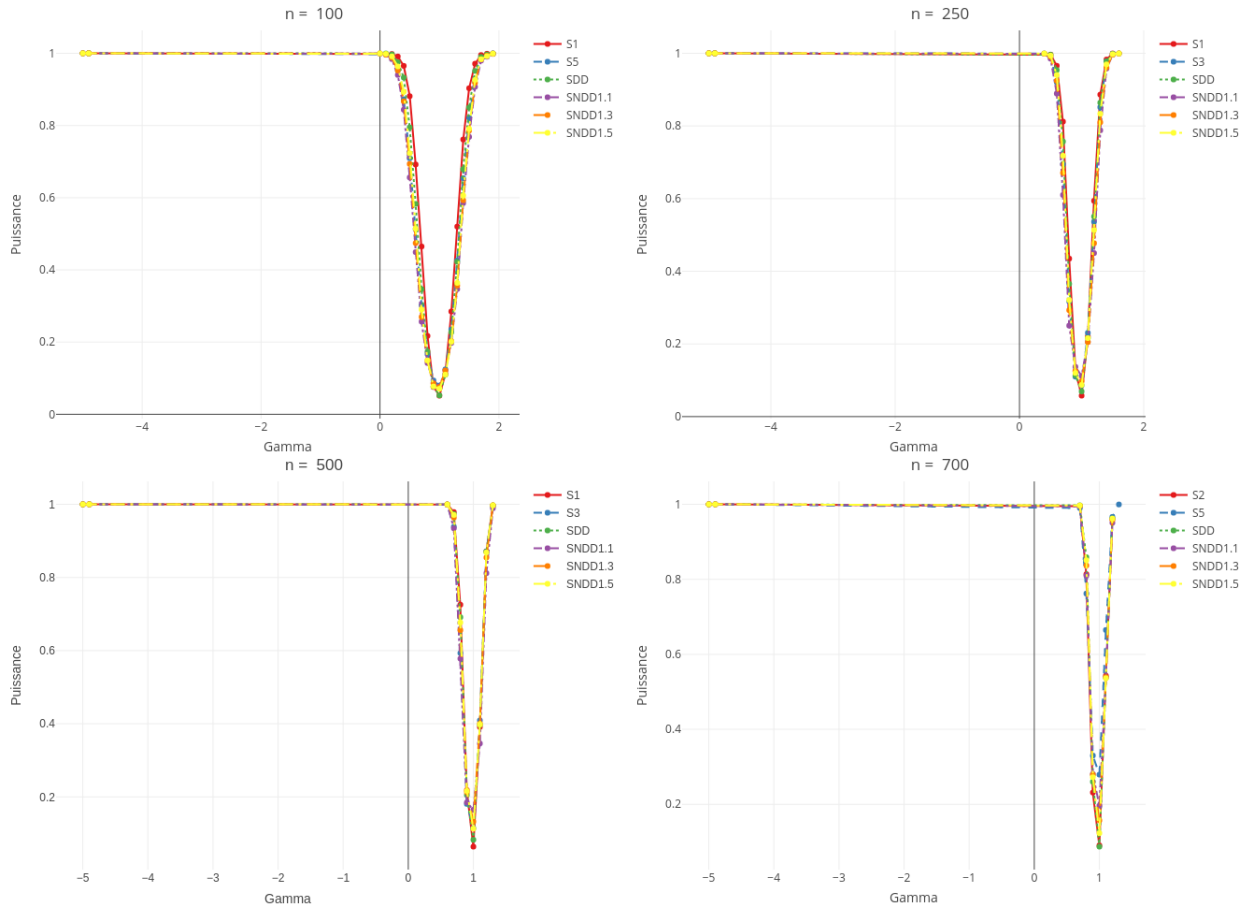 n = 100
1
0.8
0.6
0.4
0.2
0
Puissance
−4
−2
0
2
Gamma
S1
S5
SDD
SNDD1.1
SNDD1.3
SNDD1.5
n = 250
1
0.8
0.6
0.4
0.2
0
Puissance
−4
−2
0
2
Gamma
S1
S3
SDD
SNDD1.1
SNDD1.3
SNDD1.5
n = 500
1
0.8
0.6
0.4
0.2
Puissance
−5
−4
−3
−2
−1
0
1
Gamma
S1
S3
SDD
SNDD1.1
SNDD1.3
SNDD1.5
n = 700
1
0.8
0.6
0.4
0.2
Puissance
−5
−4
−3
−2
−1
0
1
Gamma
S2
S5
SDD
SNDD1.1
SNDD1.3
SNDD1.5